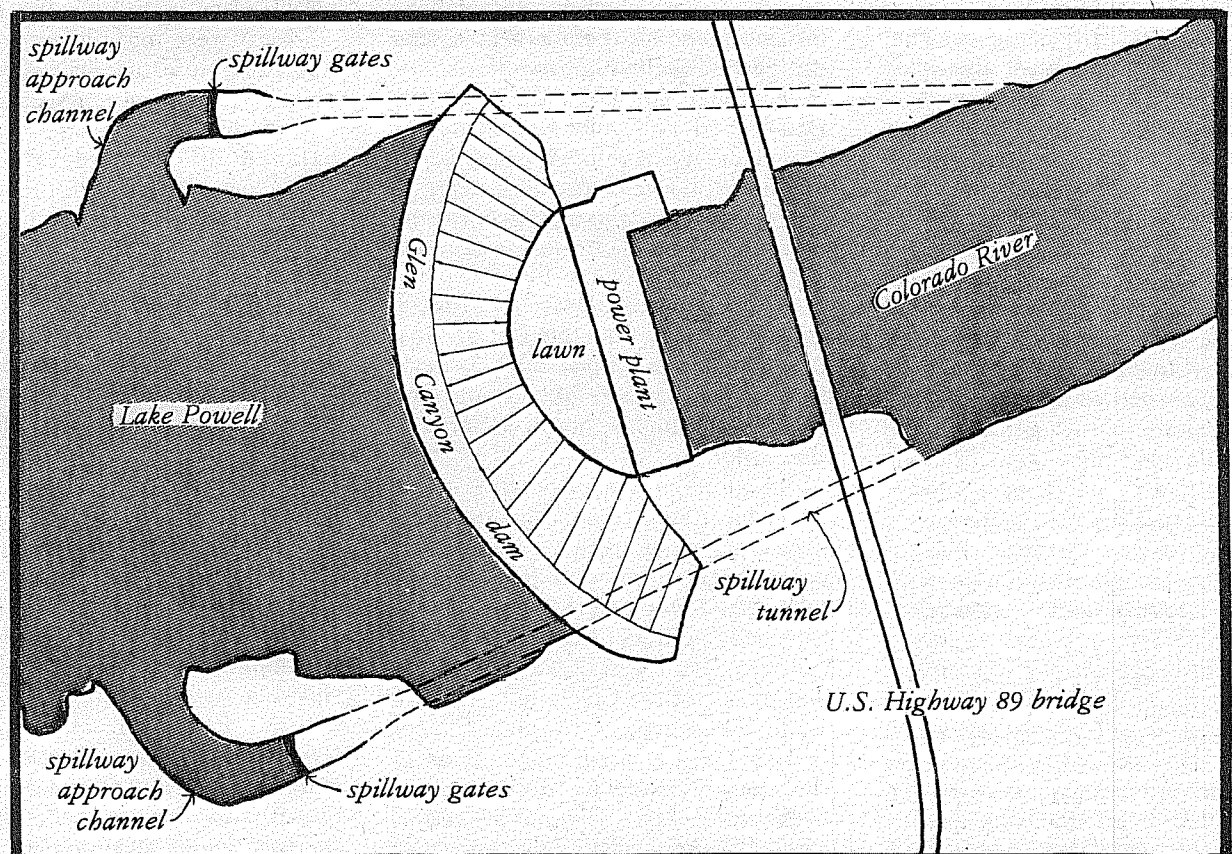 spillway
approach
channel
spillway gates
Glen
Canyon
dam
lawn
power plant
Colorado River
Lake Powell
spillway
tunnel
U.S. Highway 89 bridge
spillway
approach
channel
spillway gates